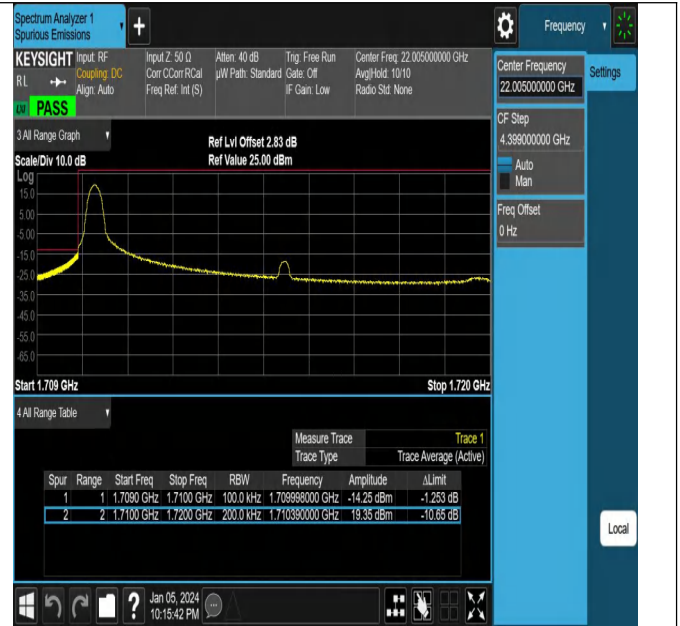 Spectrum Analyzer 1
Spurious Emissions
Frequency
KEYSIGHT
RL
LXI
PASS
Input: RF
Coupling: DC
Align: Auto
Input Z: 50 Ω
Corr CCorr RCal
Freq Ref: Int (S)
Atten: 40 dB
µW Path: Standard
Trig: Free Run
Gate: Off
IF Gain: Low
Center Freq: 22.005000000 GHz
Avg|Hold: 10/10
Radio Std: None
Center Frequency
22.005000000 GHz
Settings
CF Step
4.399000000 GHz
Auto
Man
Freq Offset
0 Hz
3 All Range Graph
Ref Lvl Offset 2.83 dB
Scale/Div 10.0 dB
Ref Value 25.00 dBm
Log
15.0
5.00
-5.00
-15.0
-25.0
-35.0
-45.0
-55.0
-65.0
Start 1.709 GHz
Stop 1.720 GHz
4 All Range Table
Measure Trace Trace 1
Trace Type Trace Average (Active)
Spur Range Start Freq Stop Freq RBW Frequency Amplitude ΔLimit
1 1 1.7090 GHz 1.7100 GHz 100.0 kHz 1.709998000 GHz -14.25 dBm -1.253 dB
2 2 1.7100 GHz 1.7200 GHz 200.0 kHz 1.710390000 GHz 19.35 dBm -10.65 dB
Local
?
Jan 05, 2024
10:15:42 PM